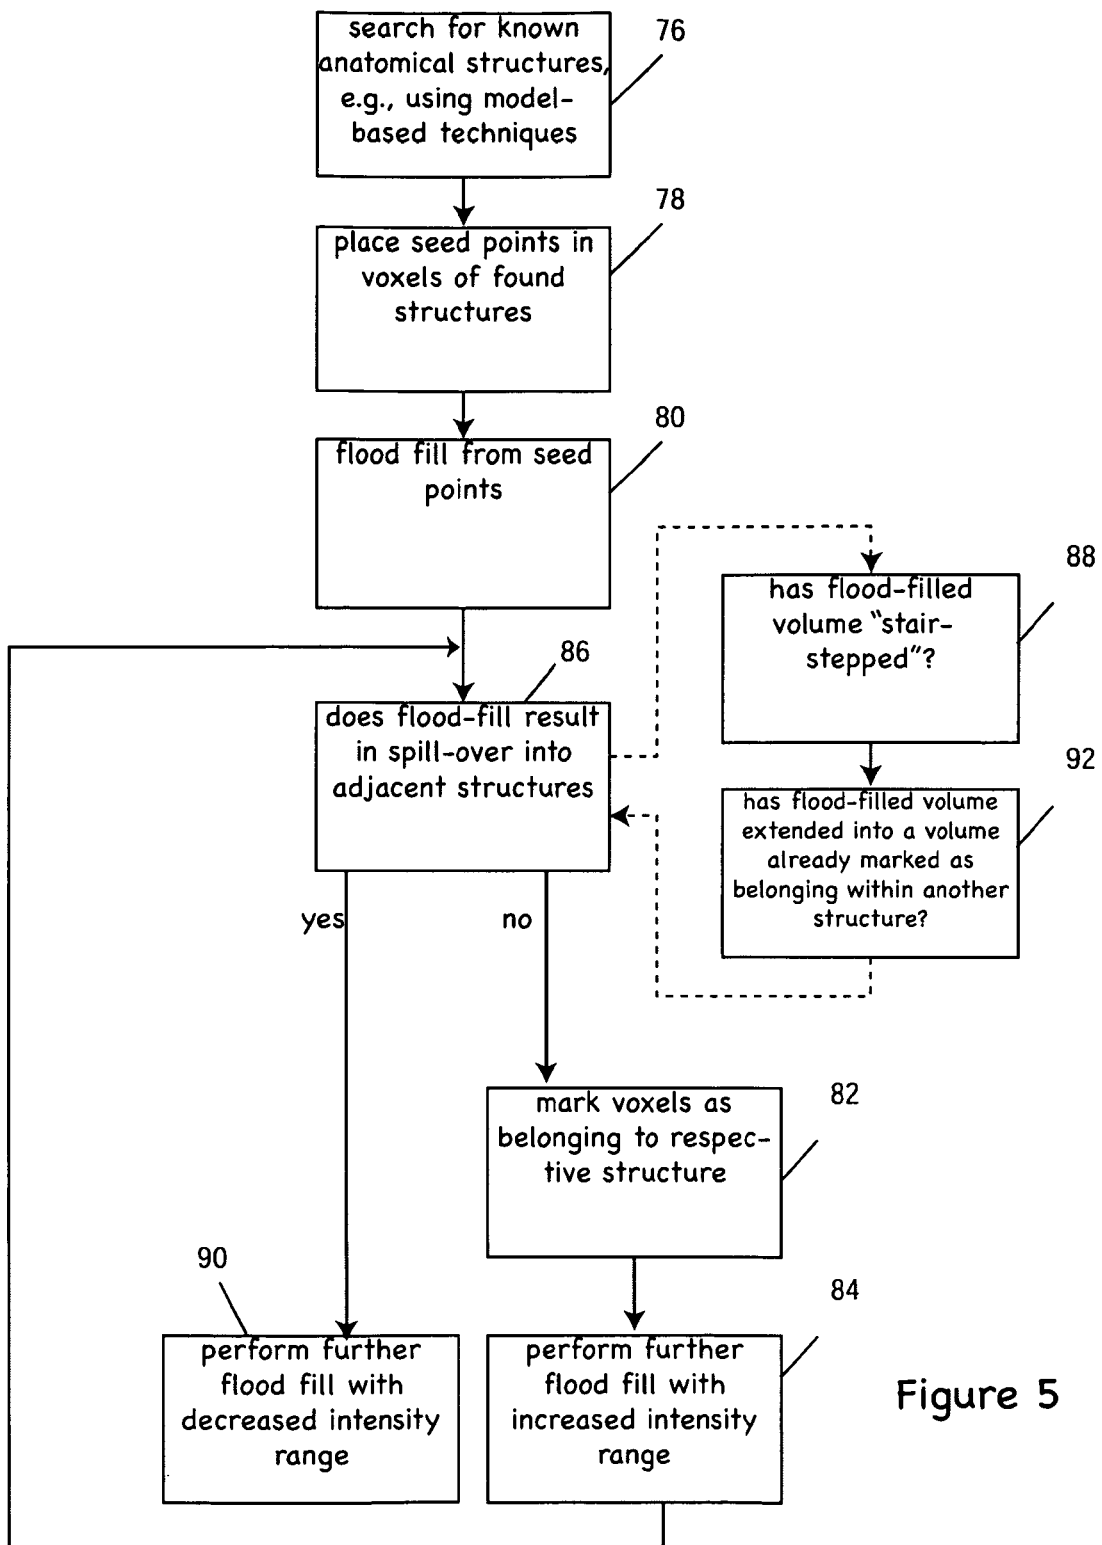 search for known
anatomical structures,
e.g., using model-
based techniques
76
place seed points in
voxels of found
structures
78
flood fill from seed
points
80
has flood-filled
volume "stair-
stepped"?
88
86
does flood-fill result
in spill-over into
adjacent structures
92
has flood-filled volume
extended into a volume
already marked as
belonging within another
structure?
yes
no
mark voxels as
belonging to respec-
tive structure
82
90
perform further
flood fill with
decreased intensity
range
84
perform further
flood fill with
increased intensity
range
Figure 5